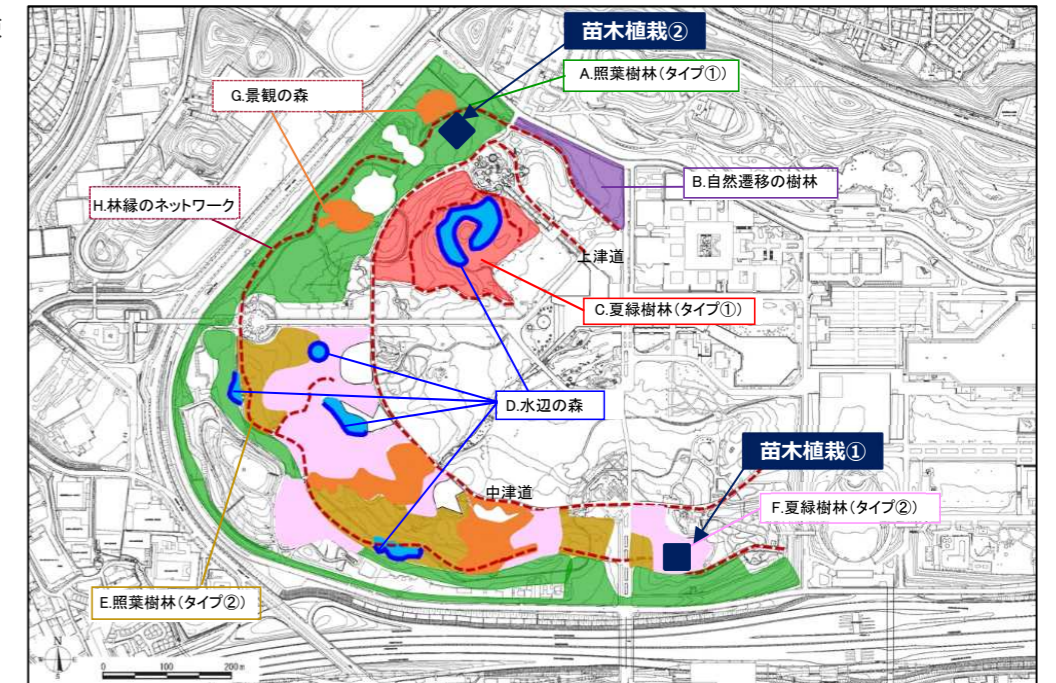 苗木植栽②
A.照葉樹林(タイプ①)
G.景観の森
B.自然遷移の樹林
H.林縁のネットワーク
上津道
C.夏緑樹林(タイプ①)
D.水辺の森
苗木植栽①
中津道
F.夏緑樹林(タイプ②)
E.照葉樹林(タイプ②)
N
S
0 100 200m